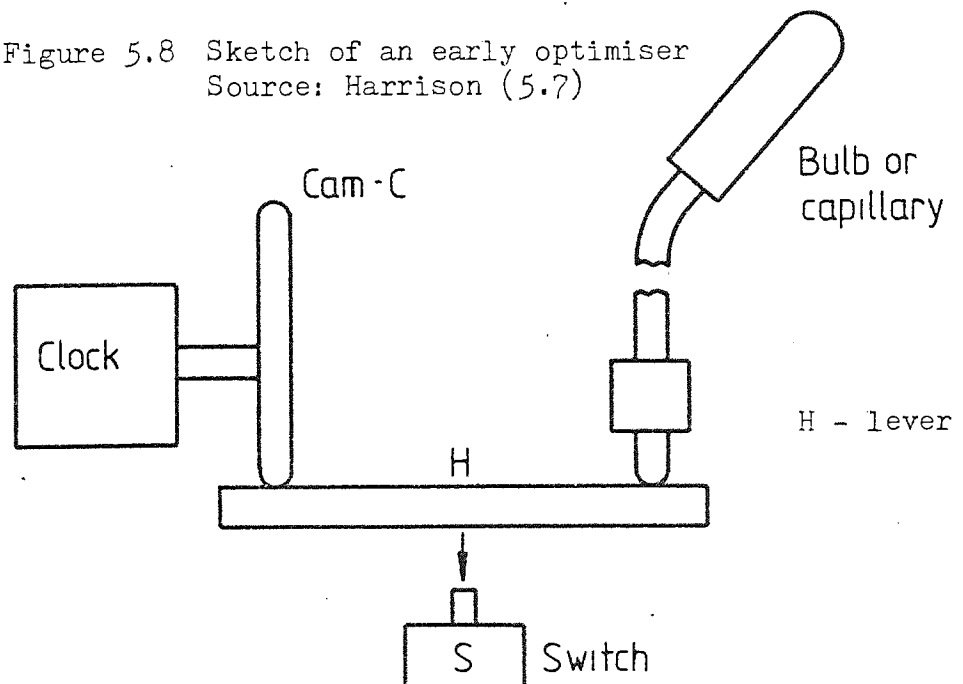 Figure 5.8 Sketch of an early optimiser
Source: Harrison (5.7)
Cam-C
Bulb or
capillary
Clock
H - lever
H
S
Switch